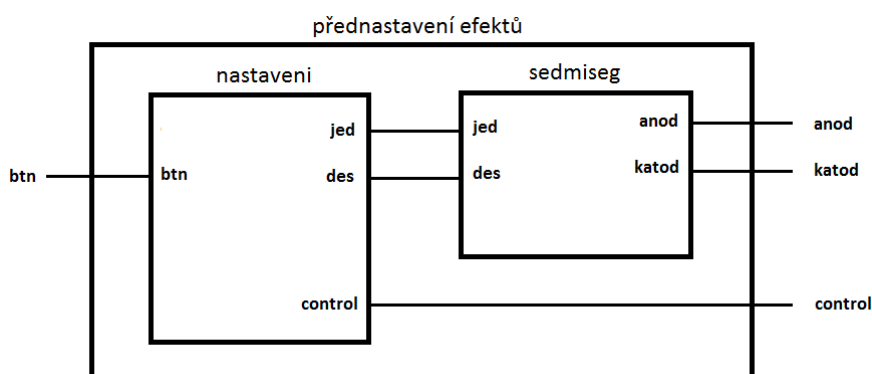 přednastavení efektů
nastaveni
sedmiseg
jed
jed
anod
anod
btn
btn
des
des
katod
katod
control
control